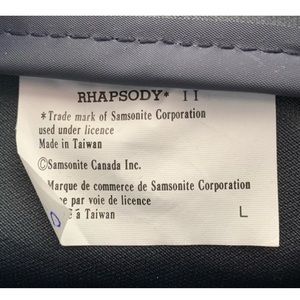 RHAPSODY* II
*Trade mark of Samsonite Corporation
used under licence
Made in Taiwan
©Samsonite Canada Inc.
Marque de commerce de Samsonite Corporation
par voie de licence
à Taiwan
L